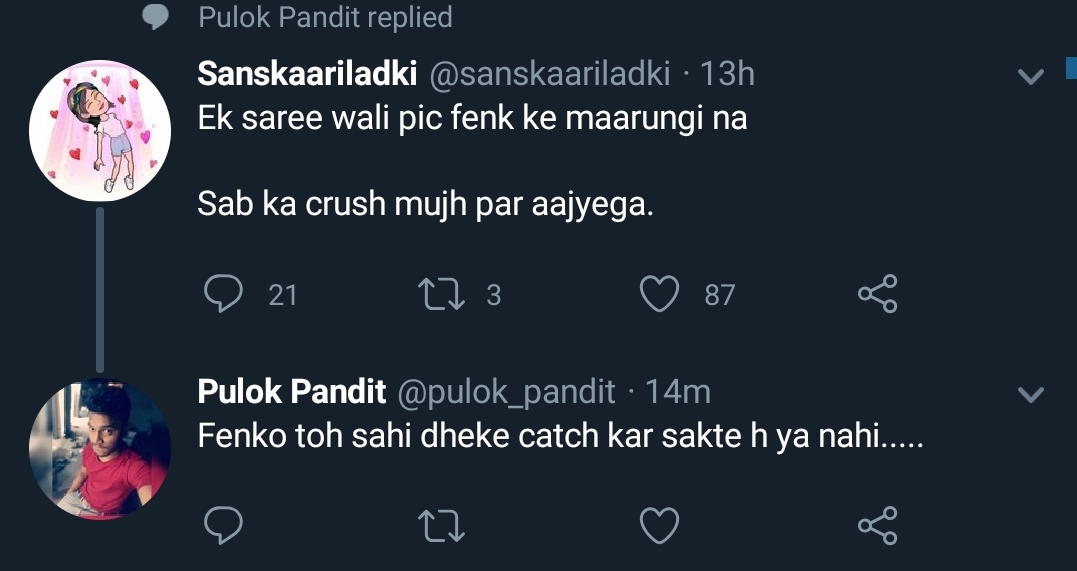 Pulok Pandit replied
Sanskaariladki @sanskaariladki · 13h
Ek saree wali pic fenk ke maarungi na
Sab ka crush mujh par aajyega.
21 3 87
Pulok Pandit @pulok_pandit · 14m
Fenko toh sahi dheke catch kar sakte h ya nahi.....